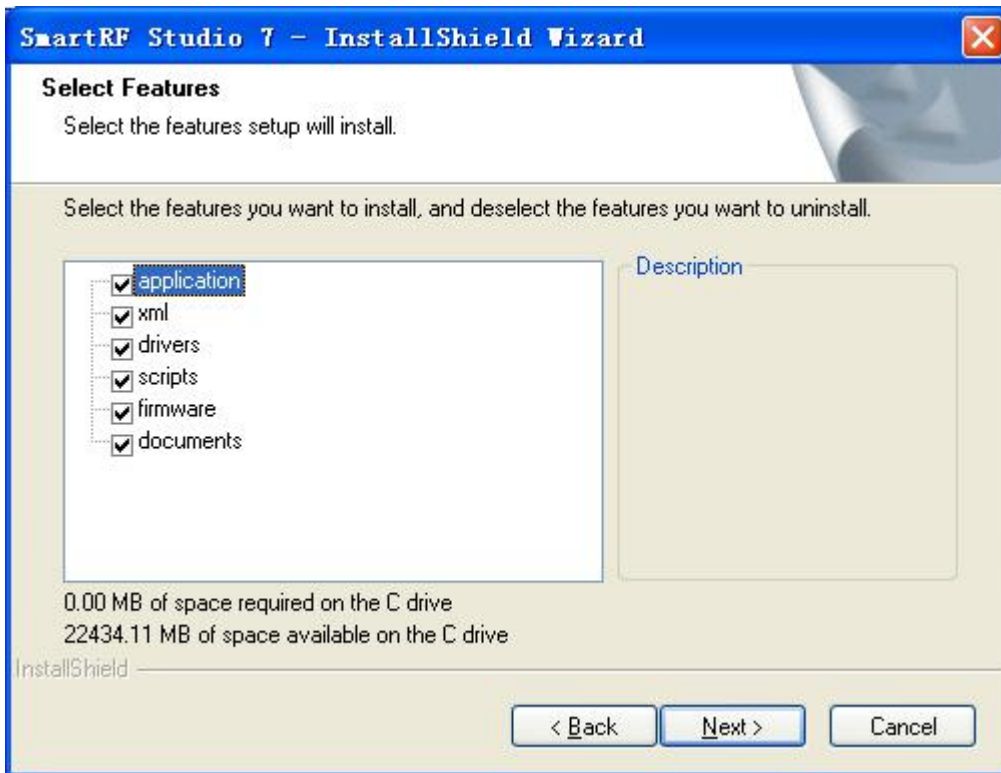 SmartRF Studio 7 - InstallShield Wizard
Select Features
Select the features setup will install.
Select the features you want to install, and deselect the features you want to uninstall.
application
xml
drivers
scripts
firmware
documents
Description
0.00 MB of space required on the C drive
22434.11 MB of space available on the C drive
InstallShield
< Back
Next >
Cancel